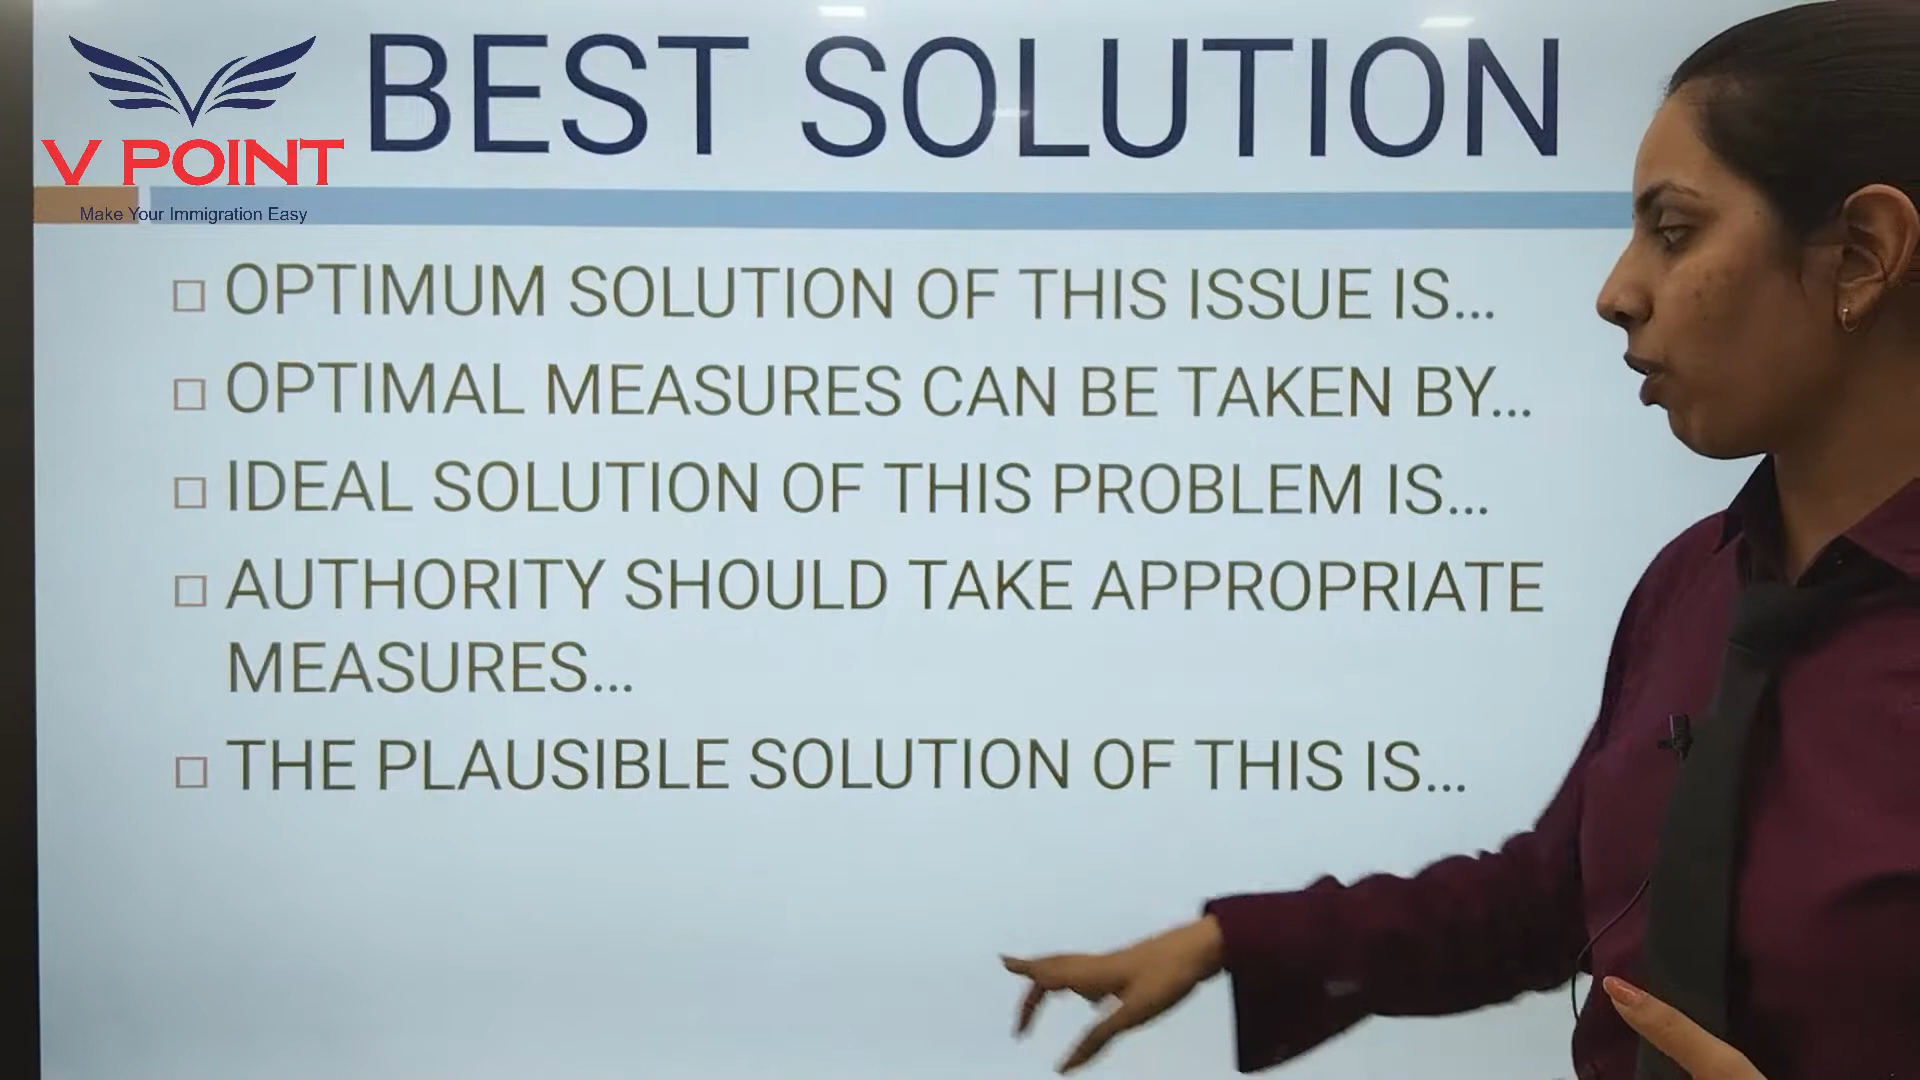 BEST SOLUTION
V POINT
Make Your Immigration Easy
OPTIMUM SOLUTION OF THIS ISSUE IS...
OPTIMAL MEASURES CAN BE TAKEN BY...
IDEAL SOLUTION OF THIS PROBLEM IS...
AUTHORITY SHOULD TAKE APPROPRIATE
MEASURES...
THE PLAUSIBLE SOLUTION OF THIS IS...